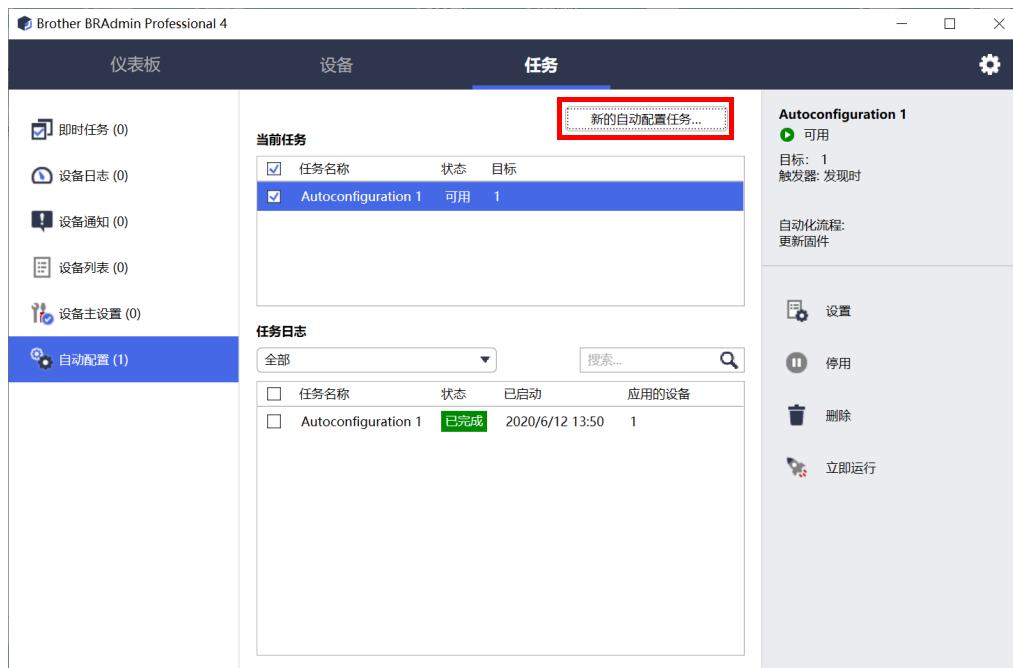 Brother BRAdmin Professional 4
仪表板 设备 任务
即时任务 (0)
设备日志 (0)
设备通知 (0)
设备列表 (0)
设备主设置 (0)
自动配置 (1)
新的自动配置任务...
当前任务
任务名称 状态 目标
Autoconfiguration 1 可用 1
任务日志
全部 搜索...
任务名称 状态 已启动 应用的设备
Autoconfiguration 1 已完成 2020/6/12 13:50 1
Autoconfiguration 1
可用
目标: 1
触发器: 发现时
自动化流程:
更新固件
设置
停用
删除
立即运行